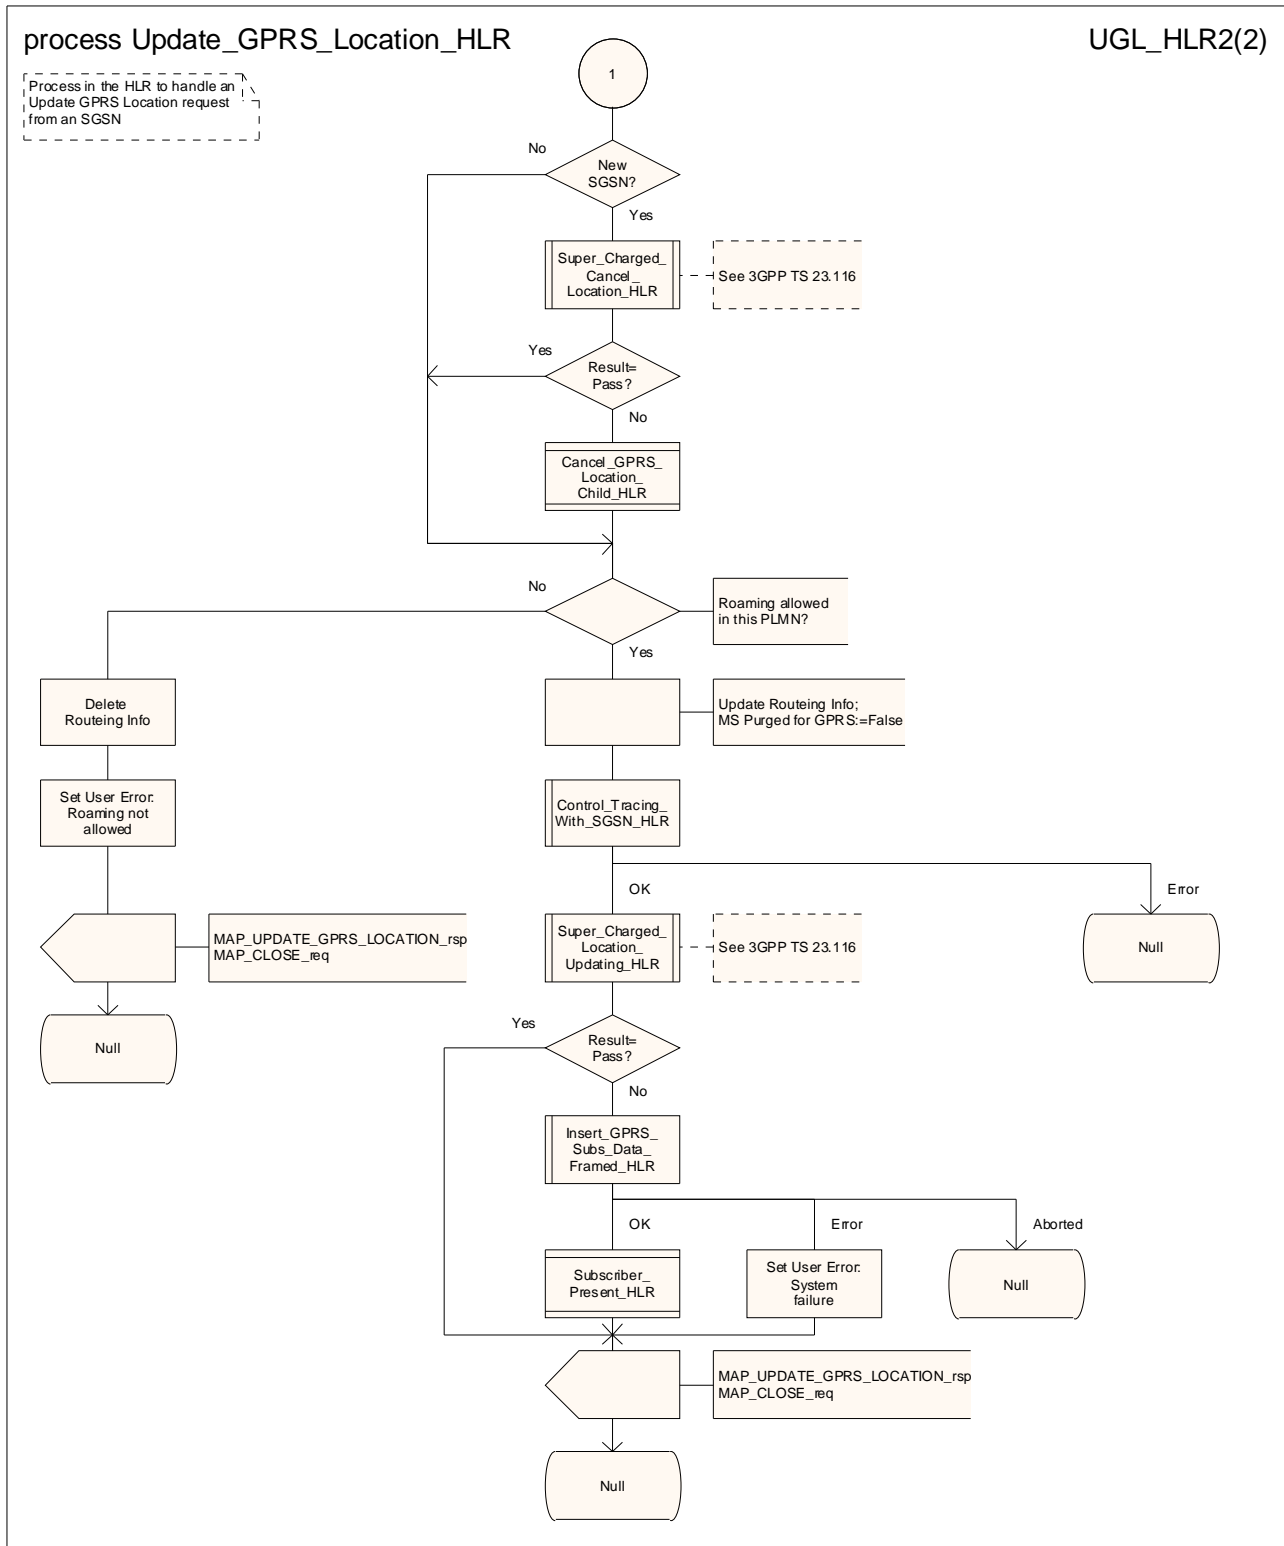 process Update_GPRS_Location_HLR
UGL_HLR2(2)
Process in the HLR to handle an
Update GPRS Location request
from an SGSN
1
No
New
SGSN?
Yes
Super_Charged_
Cancel_
Location_HLR
See 3GPP TS 23.116
Yes
Result=
Pass?
No
Cancel_GPRS_
Location_
Child_HLR
No
Roaming allowed
in this PLMN?
Yes
Delete
Routeing Info
Update Routeing Info;
MS Purged for GPRS:=False
Set User Error:
Roaming not
allowed
Control_Tracing_
With_SGSN_HLR
OK
Error
MAP_UPDATE_GPRS_LOCATION_rsp
MAP_CLOSE_req
Super_Charged_
Location_
Updating_HLR
See 3GPP TS 23.116
Null
Null
Yes
Result=
Pass?
No
Insert_GPRS_
Subs_Data_
Framed_HLR
OK
Error
Aborted
Subscriber_
Present_HLR
Set User Error:
System
failure
Null
MAP_UPDATE_GPRS_LOCATION_rsp
MAP_CLOSE_req
Null